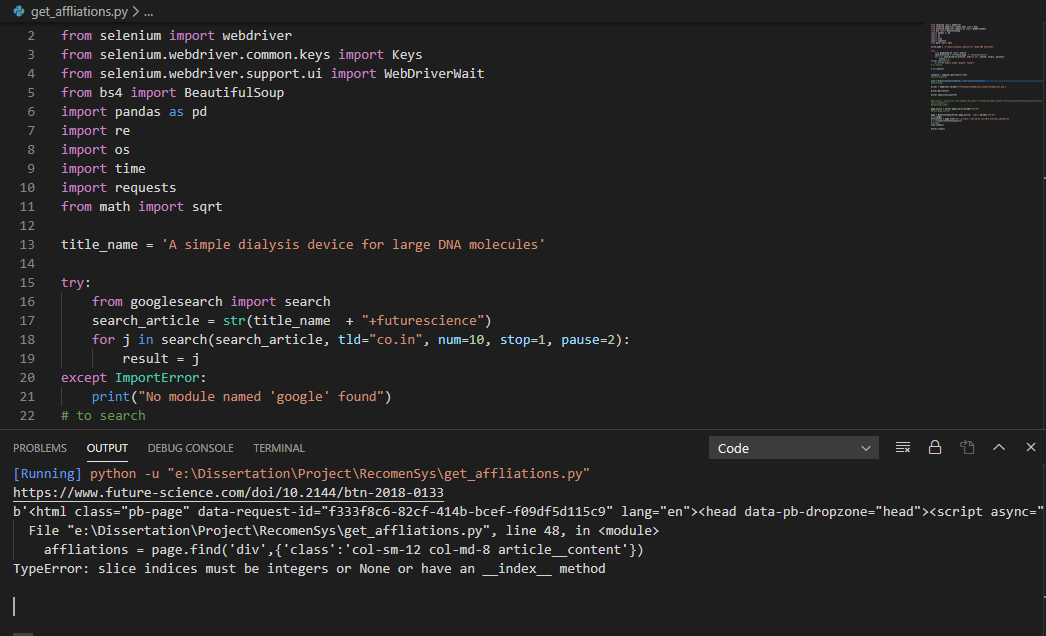 get_affliations.py > ...
2 from selenium import webdriver
3 from selenium.webdriver.common.keys import Keys
4 from selenium.webdriver.support.ui import WebDriverWait
5 from bs4 import BeautifulSoup
6 import pandas as pd
7 import re
8 import os
9 import time
10 import requests
11 from math import sqrt
12
13 title_name = 'A simple dialysis device for large DNA molecules'
14
15 try:
16     from googlesearch import search
17     search_article = str(title_name  + "+futurescience")
18     for j in search(search_article, tld="co.in", num=10, stop=1, pause=2):
19         result = j
20 except ImportError:
21     print("No module named 'google' found")
22 # to search
PROBLEMS OUTPUT DEBUG CONSOLE TERMINAL Code
[Running] python -u "e:\Dissertation\Project\RecomenSys\get_affliations.py"
https://www.future-science.com/doi/10.2144/btn-2018-0133
b'<html class="pb-page" data-request-id="f333f8c6-82cf-414b-bcef-f09df5d115c9" lang="en"><head data-pb-dropzone="head"><script async="
  File "e:\Dissertation\Project\RecomenSys\get_affliations.py", line 48, in <module>
    affliations = page.find('div',{'class':'col-sm-12 col-md-8 article__content'})
TypeError: slice indices must be integers or None or have an __index__ method